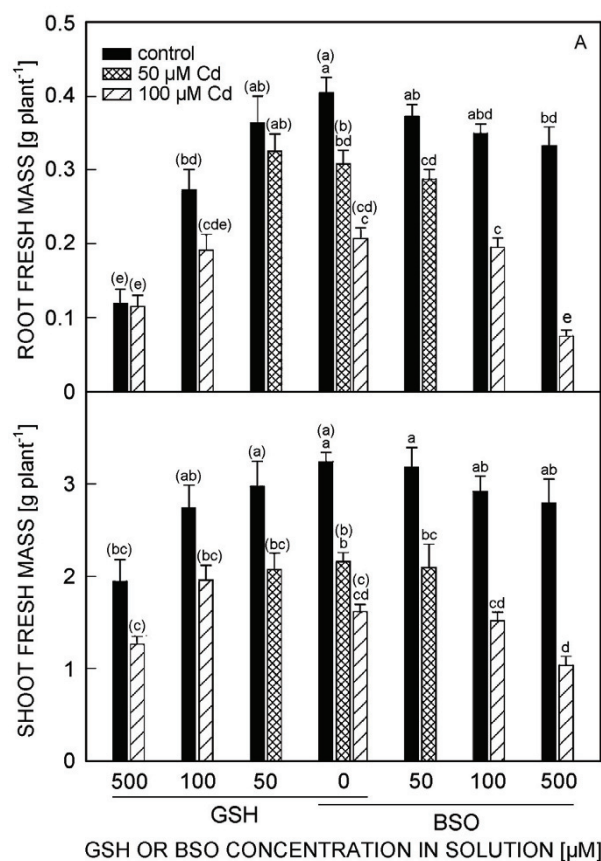 A
control
50 µM Cd
100 µM Cd
ROOT FRESH MASS [g plant⁻¹]
0.5
0.4
0.3
0.2
0.1
0
(e) (e) (bd) (cde) (ab) (ab) (a) a (b) bd (cd) c ab cd abd c bd e
SHOOT FRESH MASS [g plant⁻¹]
3
2
1
0
(bc) (c) (ab) (bc) (a) (bc) (a) a (b) b (c) cd a bc ab cd ab d
500 100 50 0 50 100 500
GSH BSO
GSH OR BSO CONCENTRATION IN SOLUTION [µM]